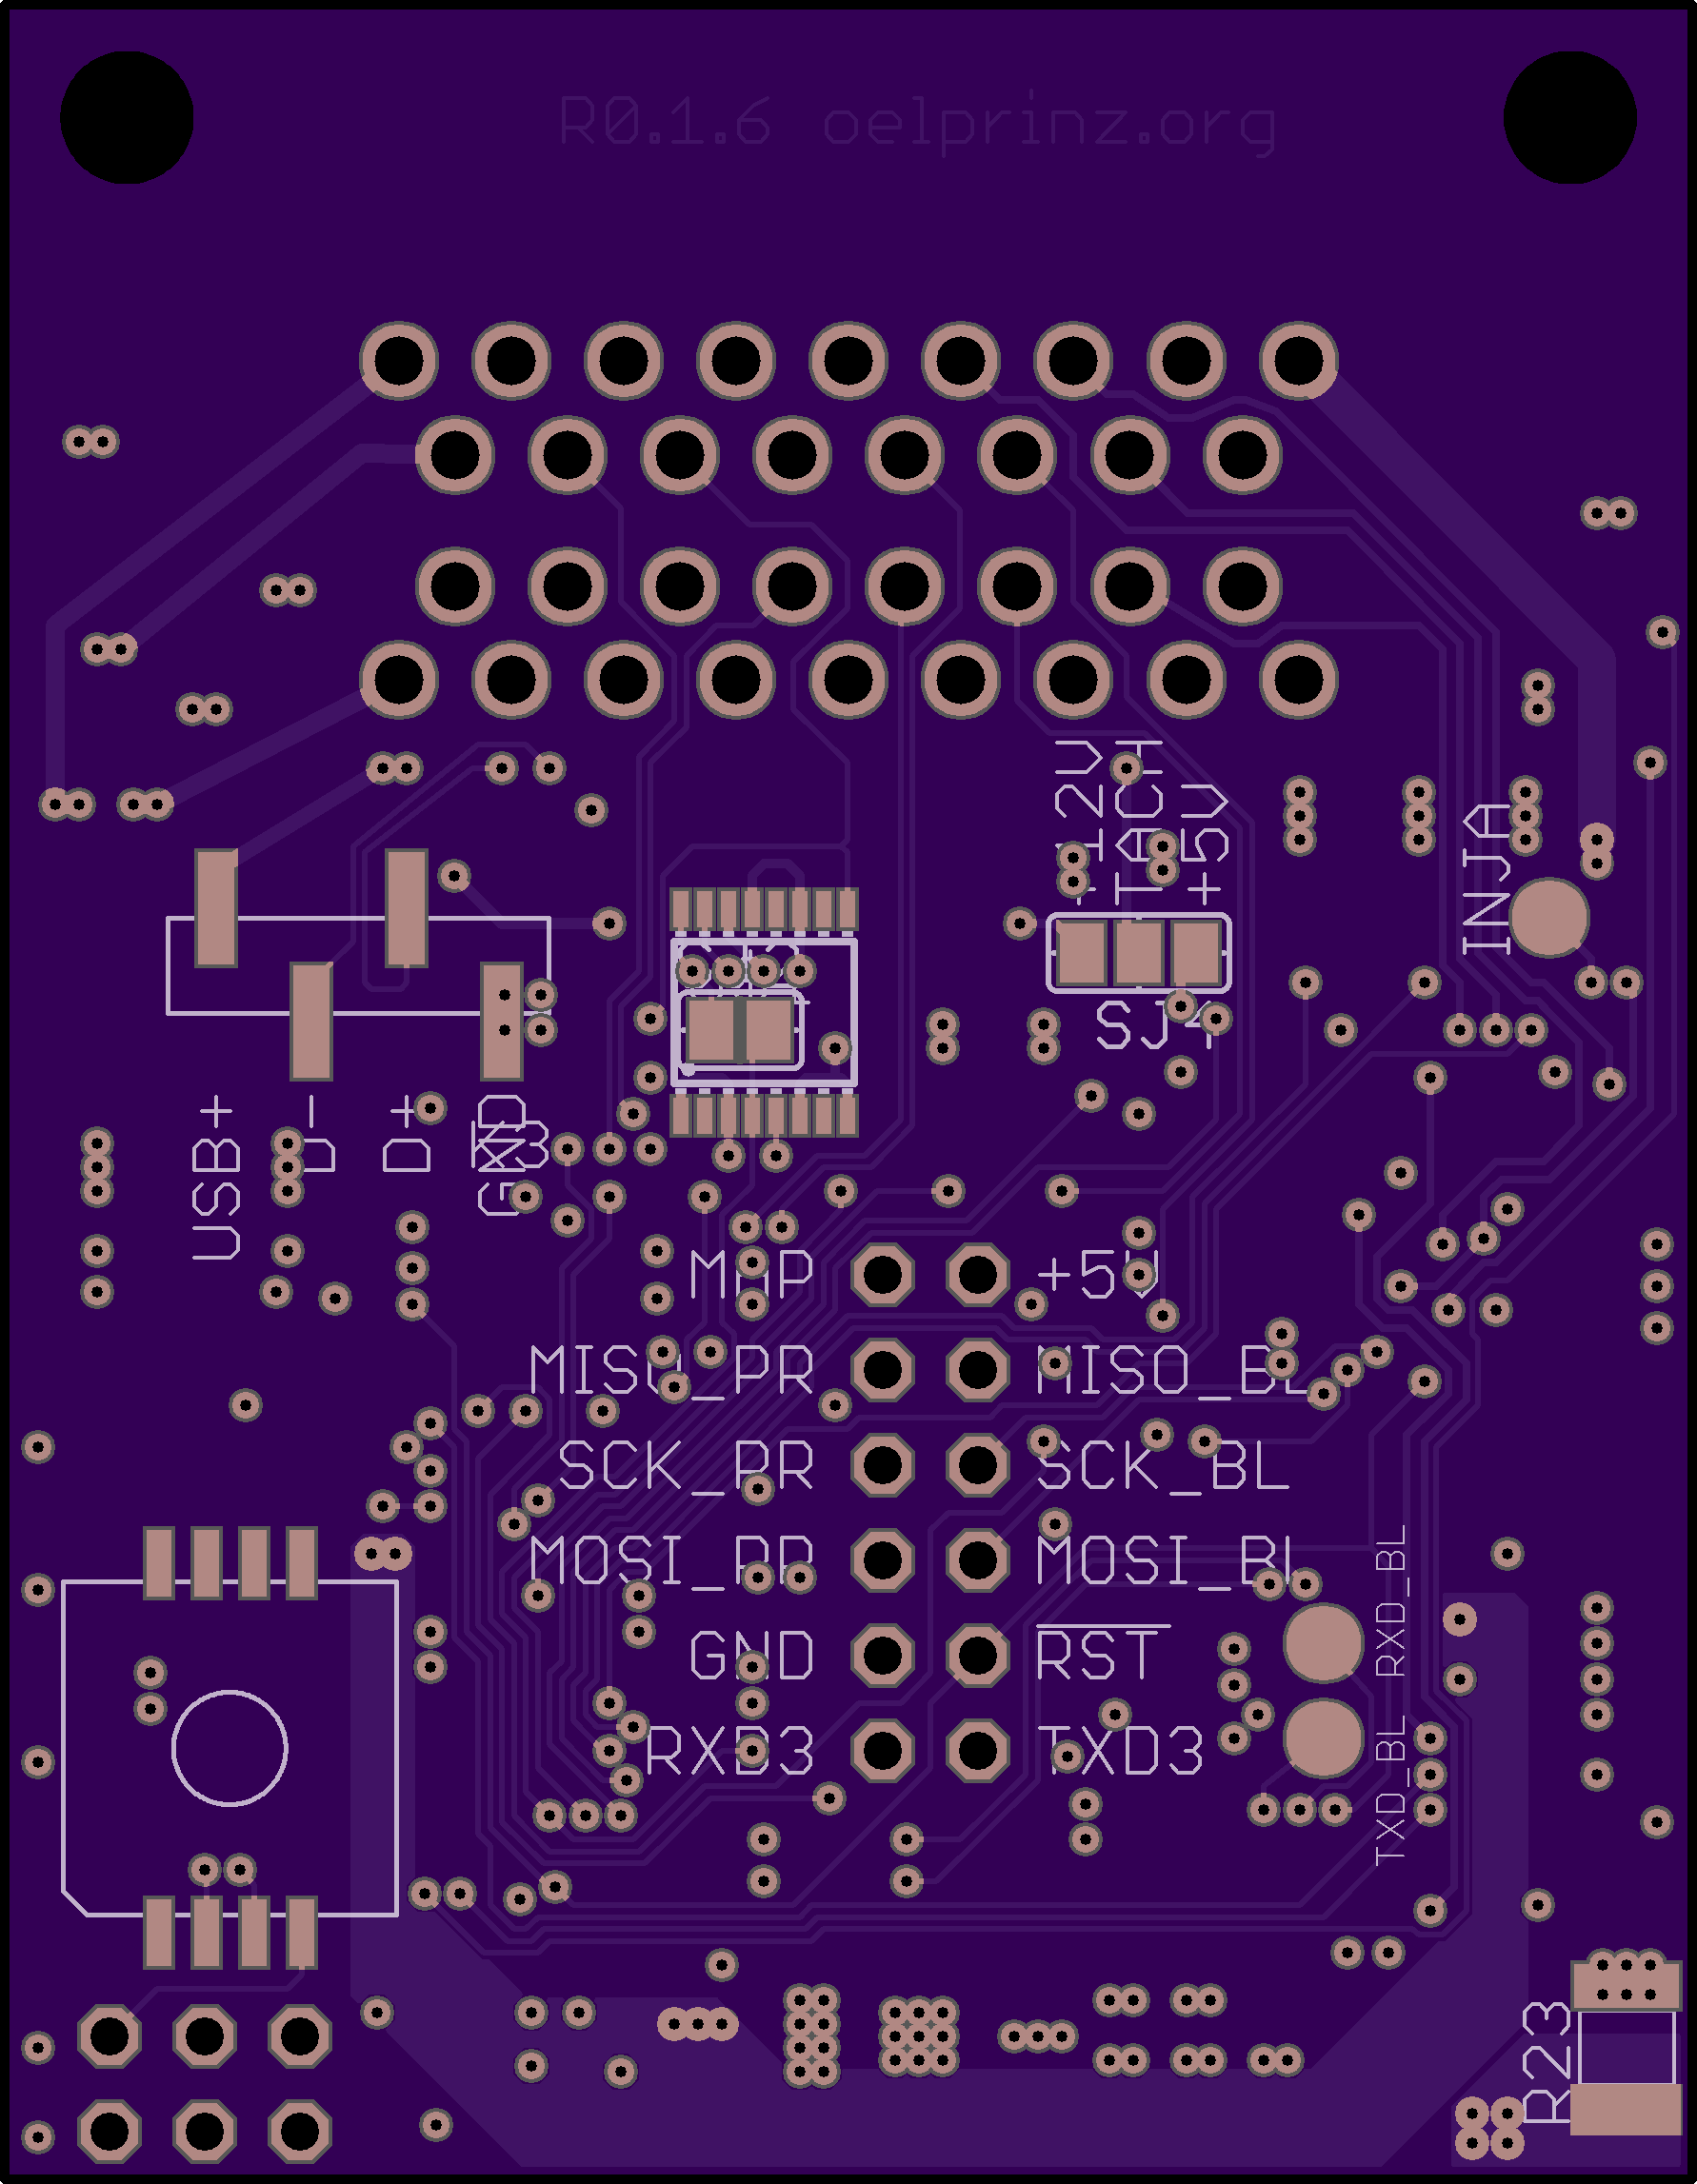 R0.1.6 oelprinz.org
+12V
TACH
+5V
INJA
SJ4
USB+
D-
D+
GND
MAP
+5V
MISO_PR
MISO_BL
SCK_PR
SCK_BL
MOSI_PR
MOSI_BL
GND
RST
RXD3
TXD3
RXD_BL
TXD_BL
R23